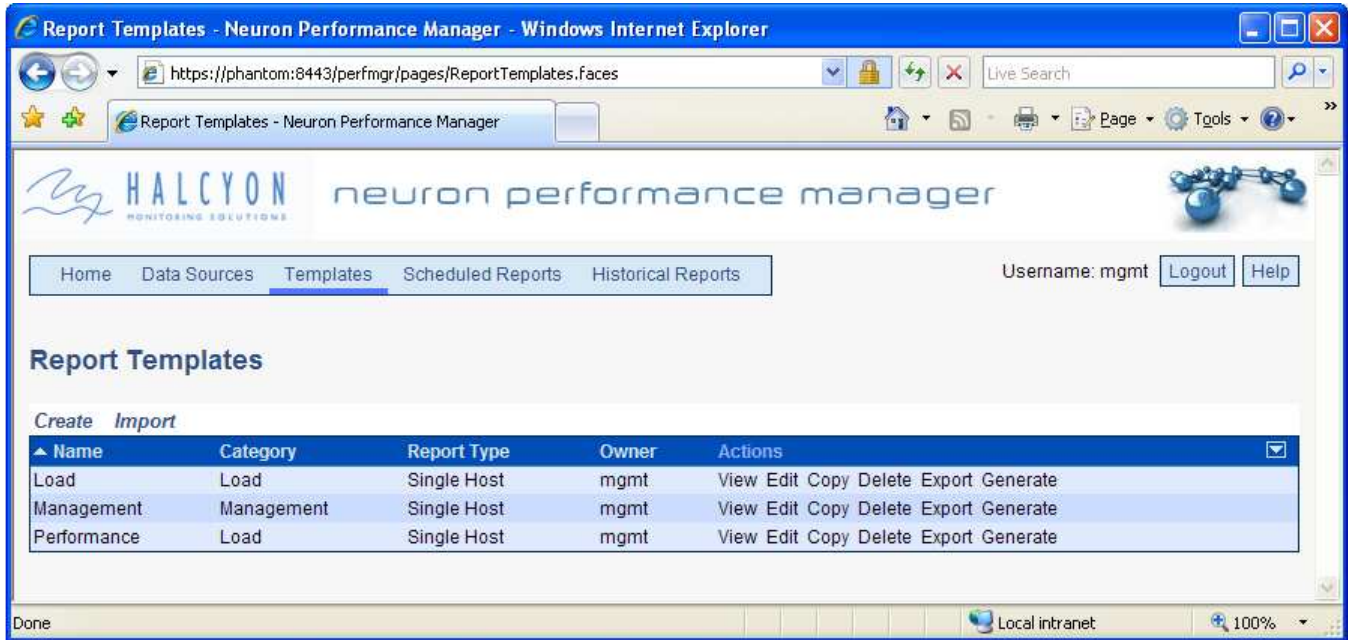 Report Templates - Neuron Performance Manager - Windows Internet Explorer
https://phantom:8443/perfmgr/pages/ReportTemplates.faces
Live Search
Report Templates - Neuron Performance Manager
Page
Tools
HALCYON
MONITORING SOLUTIONS
neuron performance manager
Home Data Sources Templates Scheduled Reports Historical Reports
Username: mgmt Logout Help
Report Templates
Create Import
Name Category Report Type Owner Actions
Load Load Single Host mgmt View Edit Copy Delete Export Generate
Management Management Single Host mgmt View Edit Copy Delete Export Generate
Performance Load Single Host mgmt View Edit Copy Delete Export Generate
Done
Local intranet
100%